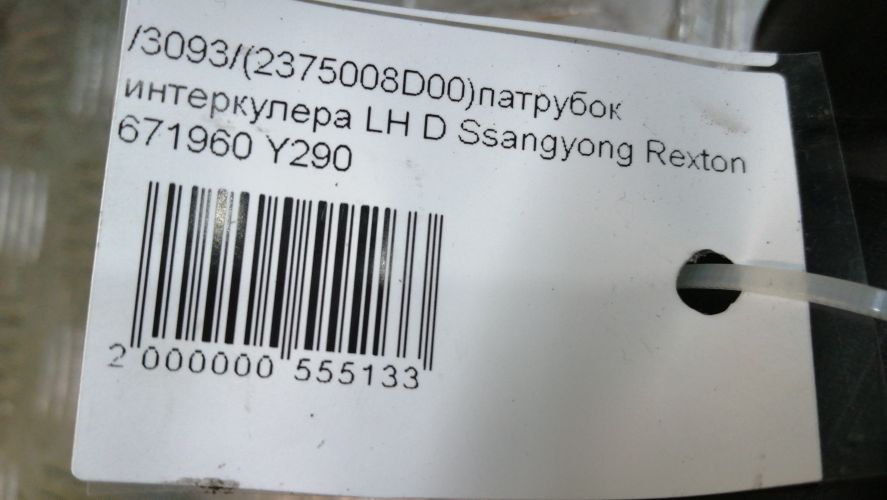 /3093/(2375008D00)патрубок
интеркулера LH D Ssangyong Rexton
671960 Y290
2 000000 555133